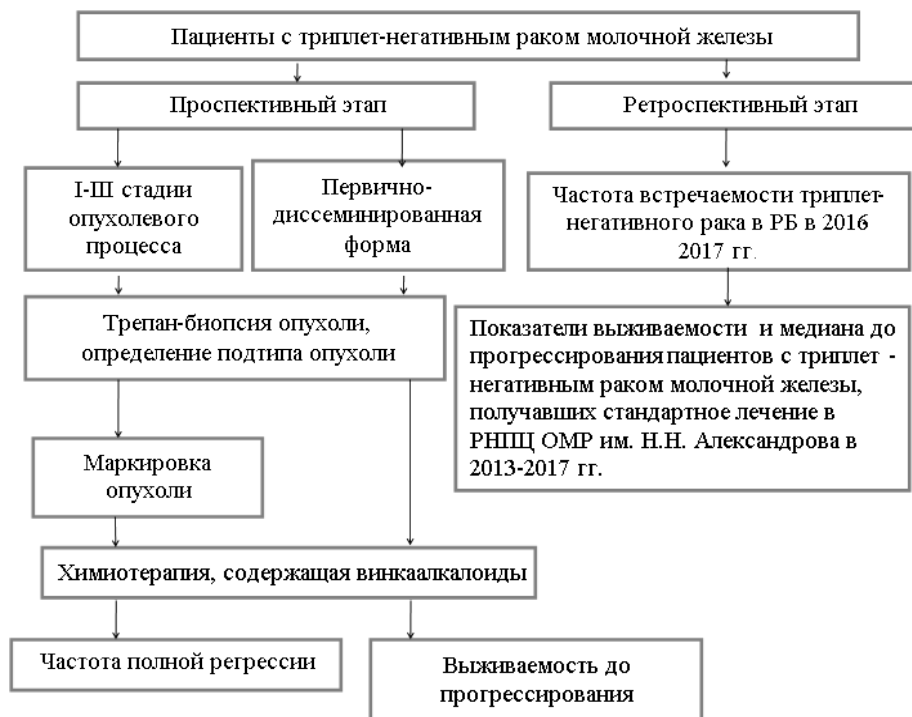 Пациенты с триплет-негативным раком молочной железы
Проспективный этап
Ретроспективный этап
I-III стадии
опухолевого
процесса
Первично-
диссеминированная
форма
Частота встречаемости триплет-
негативного рака в РБ в 2016
2017 гг.
Трепан-биопсия опухоли,
определение подтипа опухоли
Показатели выживаемости и медиана до
прогрессирования пациентов с триплет -
негативным раком молочной железы,
получавших стандартное лечение в
РНПЦ ОМР им. Н.Н. Александрова в
2013-2017 гг.
Маркировка
опухоли
Химиотерапия, содержащая винкаалкалоиды
Частота полной регрессии
Выживаемость до
прогрессирования